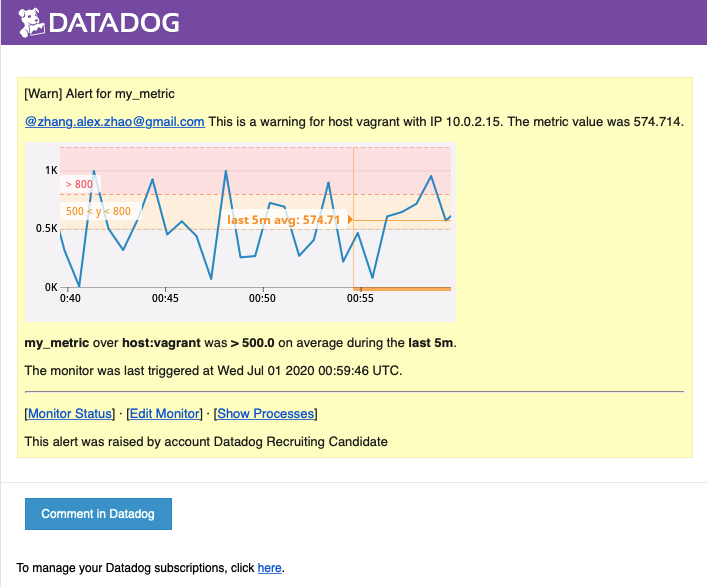 DATADOG
[Warn] Alert for my_metric
@zhang.alex.zhao@gmail.com This is a warning for host vagrant with IP 10.0.2.15. The metric value was 574.714.
1K
> 800
500 < y < 800
last 5m avg: 574.71
0.5K
0K
0:40 00:45 00:50 00:55
my_metric over host:vagrant was > 500.0 on average during the last 5m.
The monitor was last triggered at Wed Jul 01 2020 00:59:46 UTC.
[Monitor Status] · [Edit Monitor] · [Show Processes]
This alert was raised by account Datadog Recruiting Candidate
Comment in Datadog
To manage your Datadog subscriptions, click here.